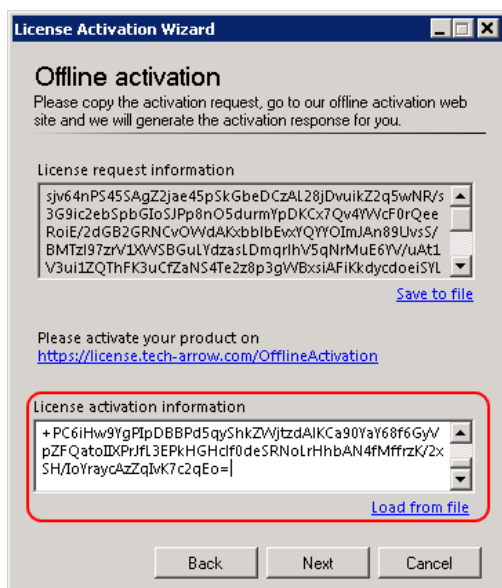 License Activation Wizard
Offline activation
Please copy the activation request, go to our offline activation web
site and we will generate the activation response for you.
License request information
sjv64nPS45SAgZ2jae45pSkGbeDCzAL28jDvuikZ2q5wNR/s
3G9ic2ebSpbGIoSJPp8nO5durmYpDKCx7Qv4YWcF0rQee
RoiE/2dGB2GRNCvOWdAKxbbIbEvxYQYYOImJAn89UvsS/
BMTzI97zrV1XWSBGuLYdzasLDmqrIhV5qNrMuE6YV/uAt1
V3ui1ZQThFK3uCfZaNS4Te2z8p3gWBxsiAFiKkdycdoeiSYL
Save to file
Please activate your product on
https://license.tech-arrow.com/OfflineActivation
License activation information
+PC6iHw9YgPIpDBBPd5qyShkZWjtzdAlKCa90YaY68f6GyV
pZFQatoIIXPrJfL3EPkHGHclf0deSRNoLrHhbAN4fMffrzK/2x
SH/IoYraycAzZqIvK7c2qEo=
Load from file
Back
Next
Cancel